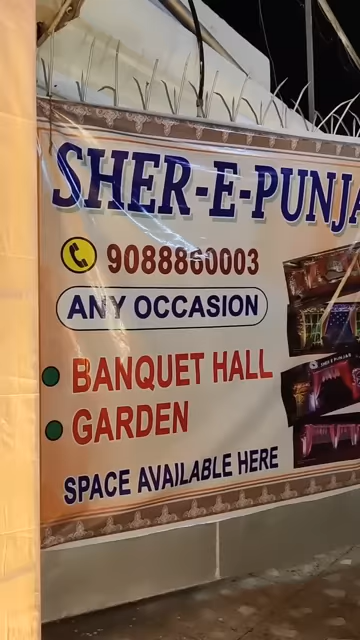 SHER-E-PUNJA
9088860003
ANY OCCASION
BANQUET HALL
GARDEN
SPACE AVAILABLE HERE